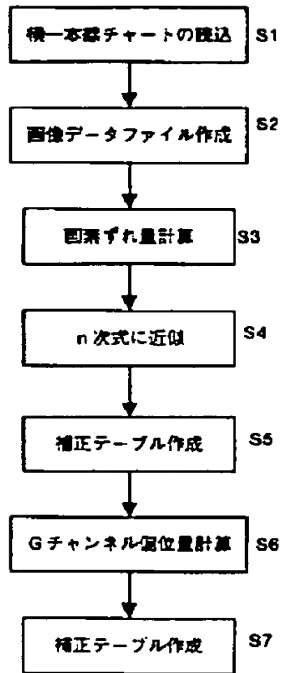 横一本線チャートの読込 S1
画像データファイル作成 S2
画素ずれ量計算 S3
n次式に近似 S4
補正テーブル作成 S5
Gチャンネル偏位量計算 S6
補正テーブル作成 S7